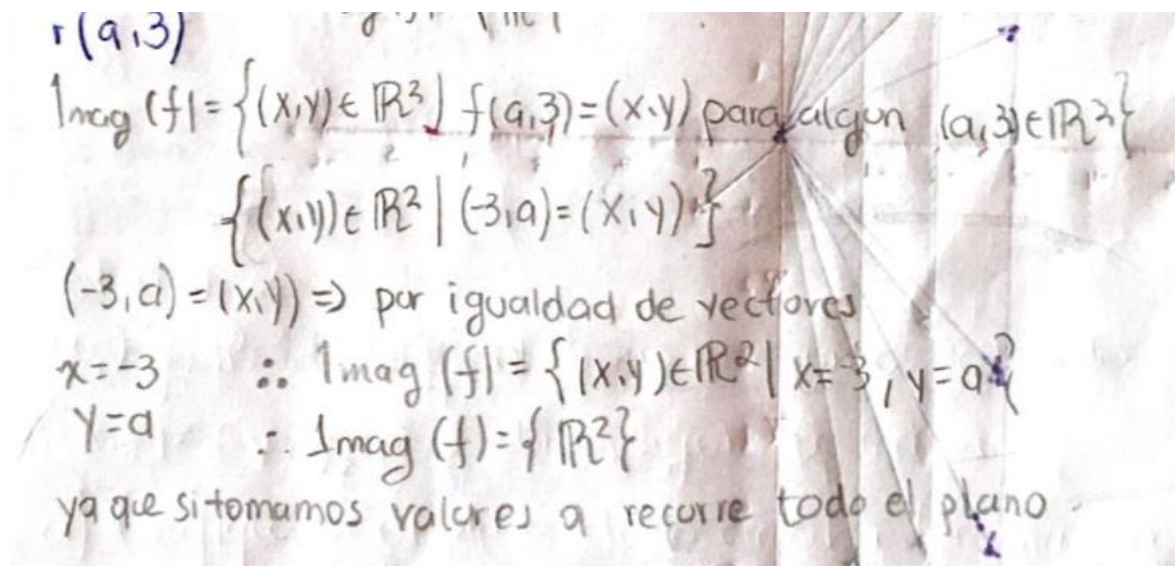 r(a,3)
Imag (f) = {(x,y) ∈ ℝ³ | f(a,3) = (x,y) para algun (a,3) ∈ ℝ²}
{(x,y) ∈ ℝ² | (-3,a) = (x,y)}
(-3,a) = (x,y) ⇒ por igualdad de vectores
x=-3 ∴ Imag (f) = {(x,y) ∈ ℝ² | x=-3, y=a}
y=a ∴ Imag (f) = {ℝ²}
ya que si tomamos valores a recorre todo el plano.